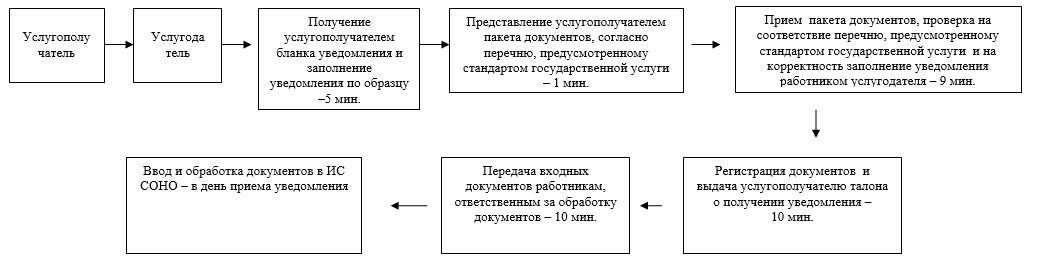 Услугополу
чатель
Услугода
тель
Получение
услугополучателем
бланка уведомления и
заполнение
уведомления по образцу
–5 мин.
Представление услугополучателем
пакета документов, согласно
перечню, предусмотренному
стандартом государственной услуги
– 1 мин.
Прием пакета документов, проверка на
соответствие перечню, предусмотренному
стандартом государственной услуги и на
корректность заполнение уведомления
работником услугодателя – 9 мин.
Регистрация документов и
выдача услугополучателю талона
о получении уведомления –
10 мин.
Передача входных
документов работникам,
ответственным за обработку
документов – 10 мин.
Ввод и обработка документов в ИС
СОНО – в день приема уведомления